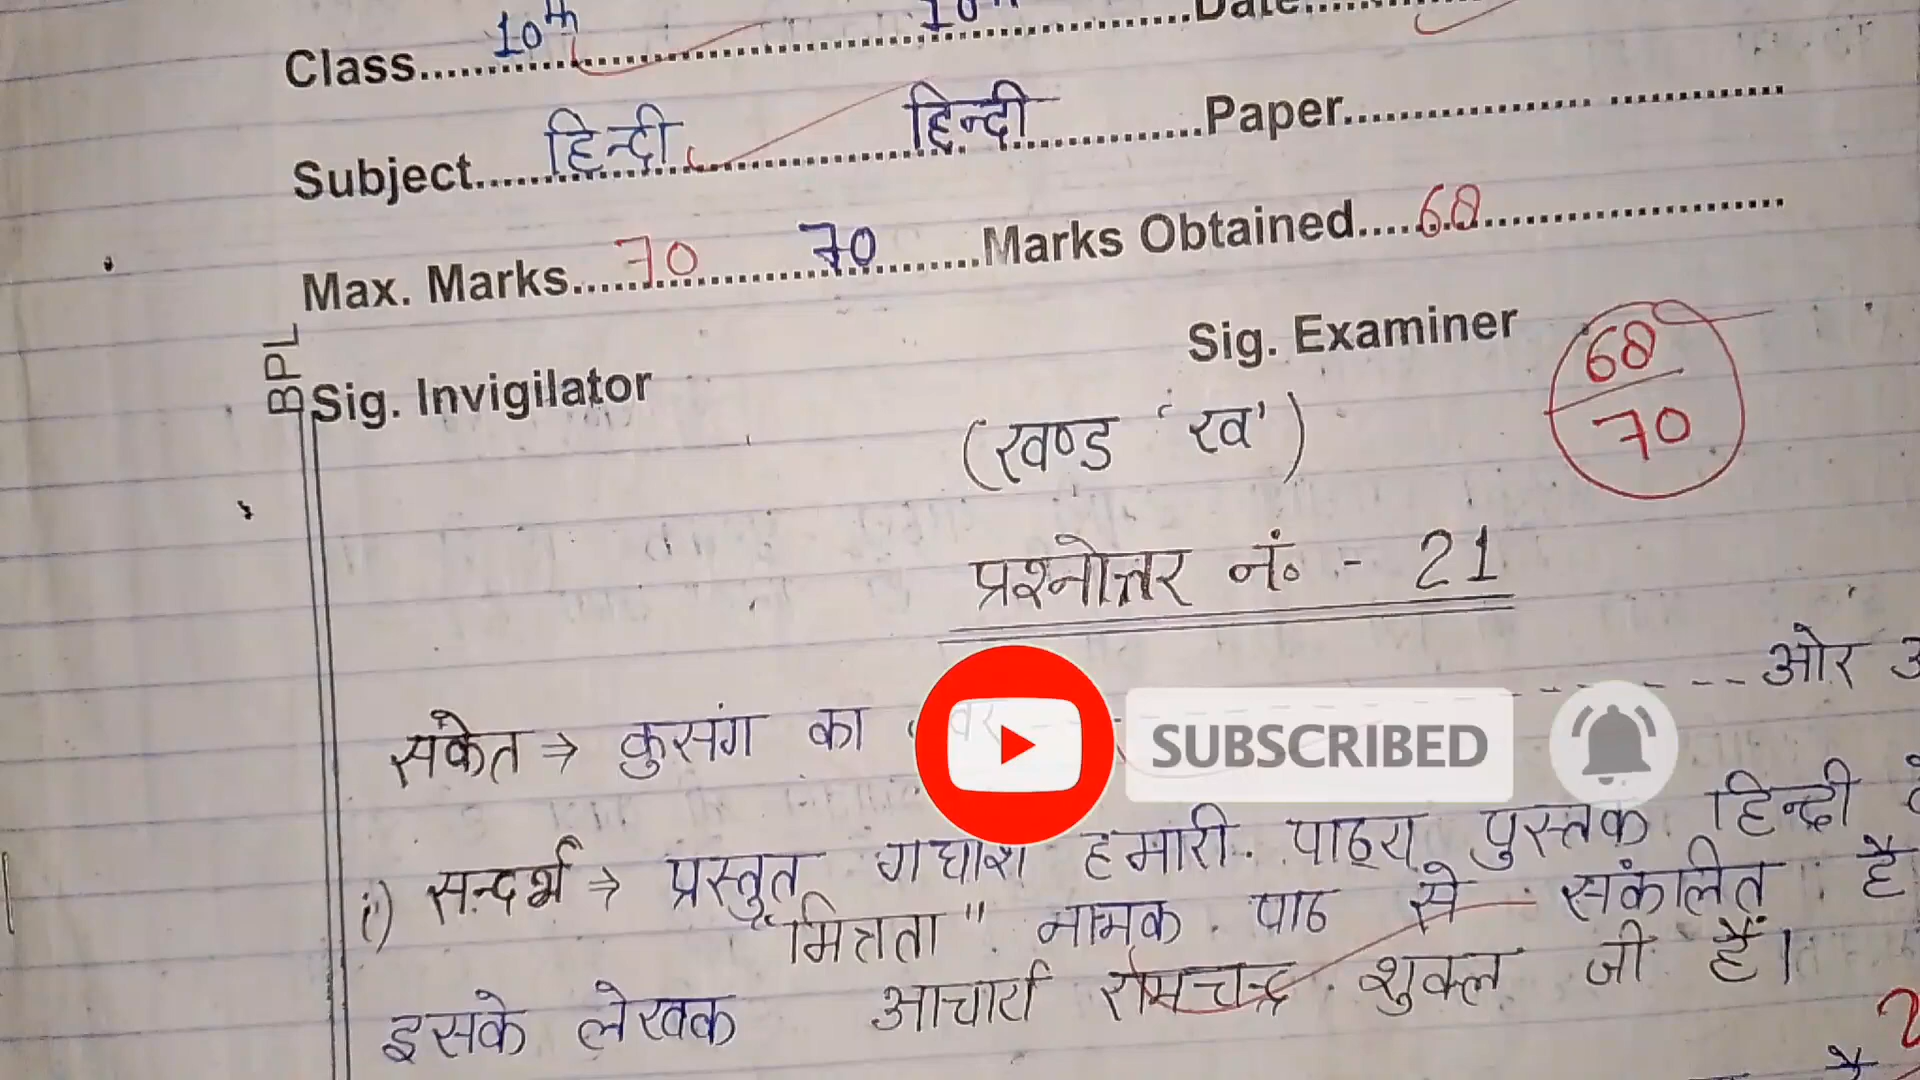 Class 10th 10th Date
Subject हिन्दी हिन्दी Paper
Max. Marks 70 70 Marks Obtained 68
BPL
Sig. Invigilator Sig. Examiner 68/70
(खण्ड 'ख')
प्रश्नोत्तर नं० - 21
संकेत → कुसंग का ------- ओर
SUBSCRIBED
i) सन्दर्भ → प्रस्तुत गद्यांश हमारी पाठ्य पुस्तक हिन्दी
"मित्रता" नामक पाठ से संकलित है
इसके लेखक आचार्य रामचन्द्र शुक्ल जी हैं।